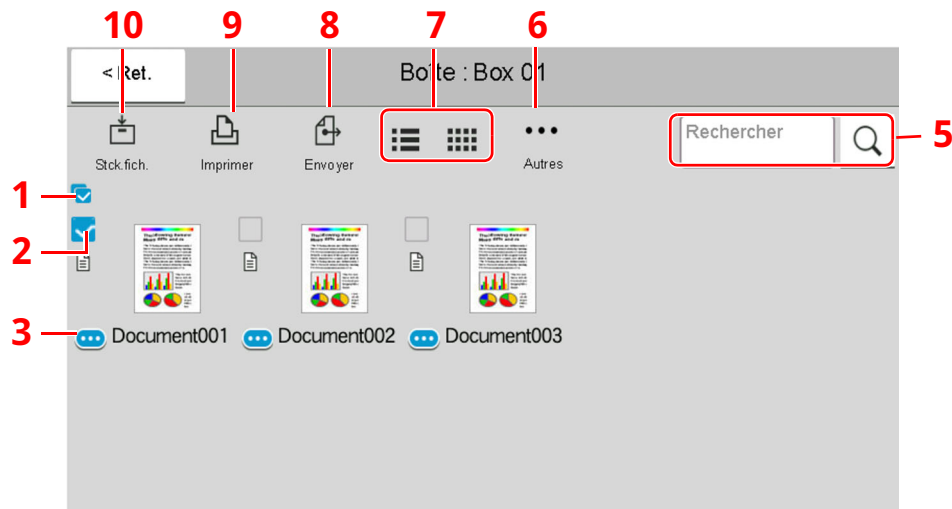 10 9 8 7 6
< Ret. Boîte : Box 01
5
Rechercher
Stck.fich. Imprimer Envoyer Autres
1
2
3
Document001 Document002 Document003